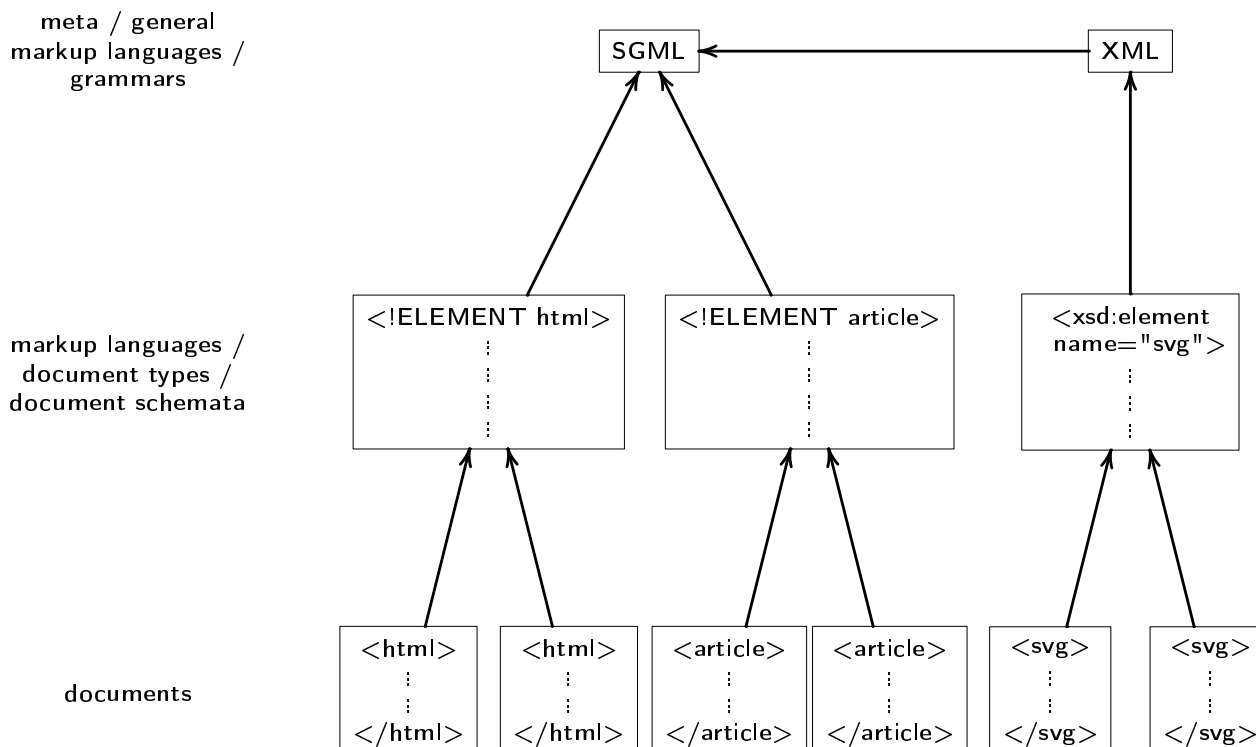 meta / general
markup languages /
grammars
SGML
XML
markup languages /
document types /
document schemata
<!ELEMENT html>
<!ELEMENT article>
<xsd:element
name="svg">
documents
<html>
</html>
<html>
</html>
<article>
</article>
<article>
</article>
<svg>
</svg>
<svg>
</svg>